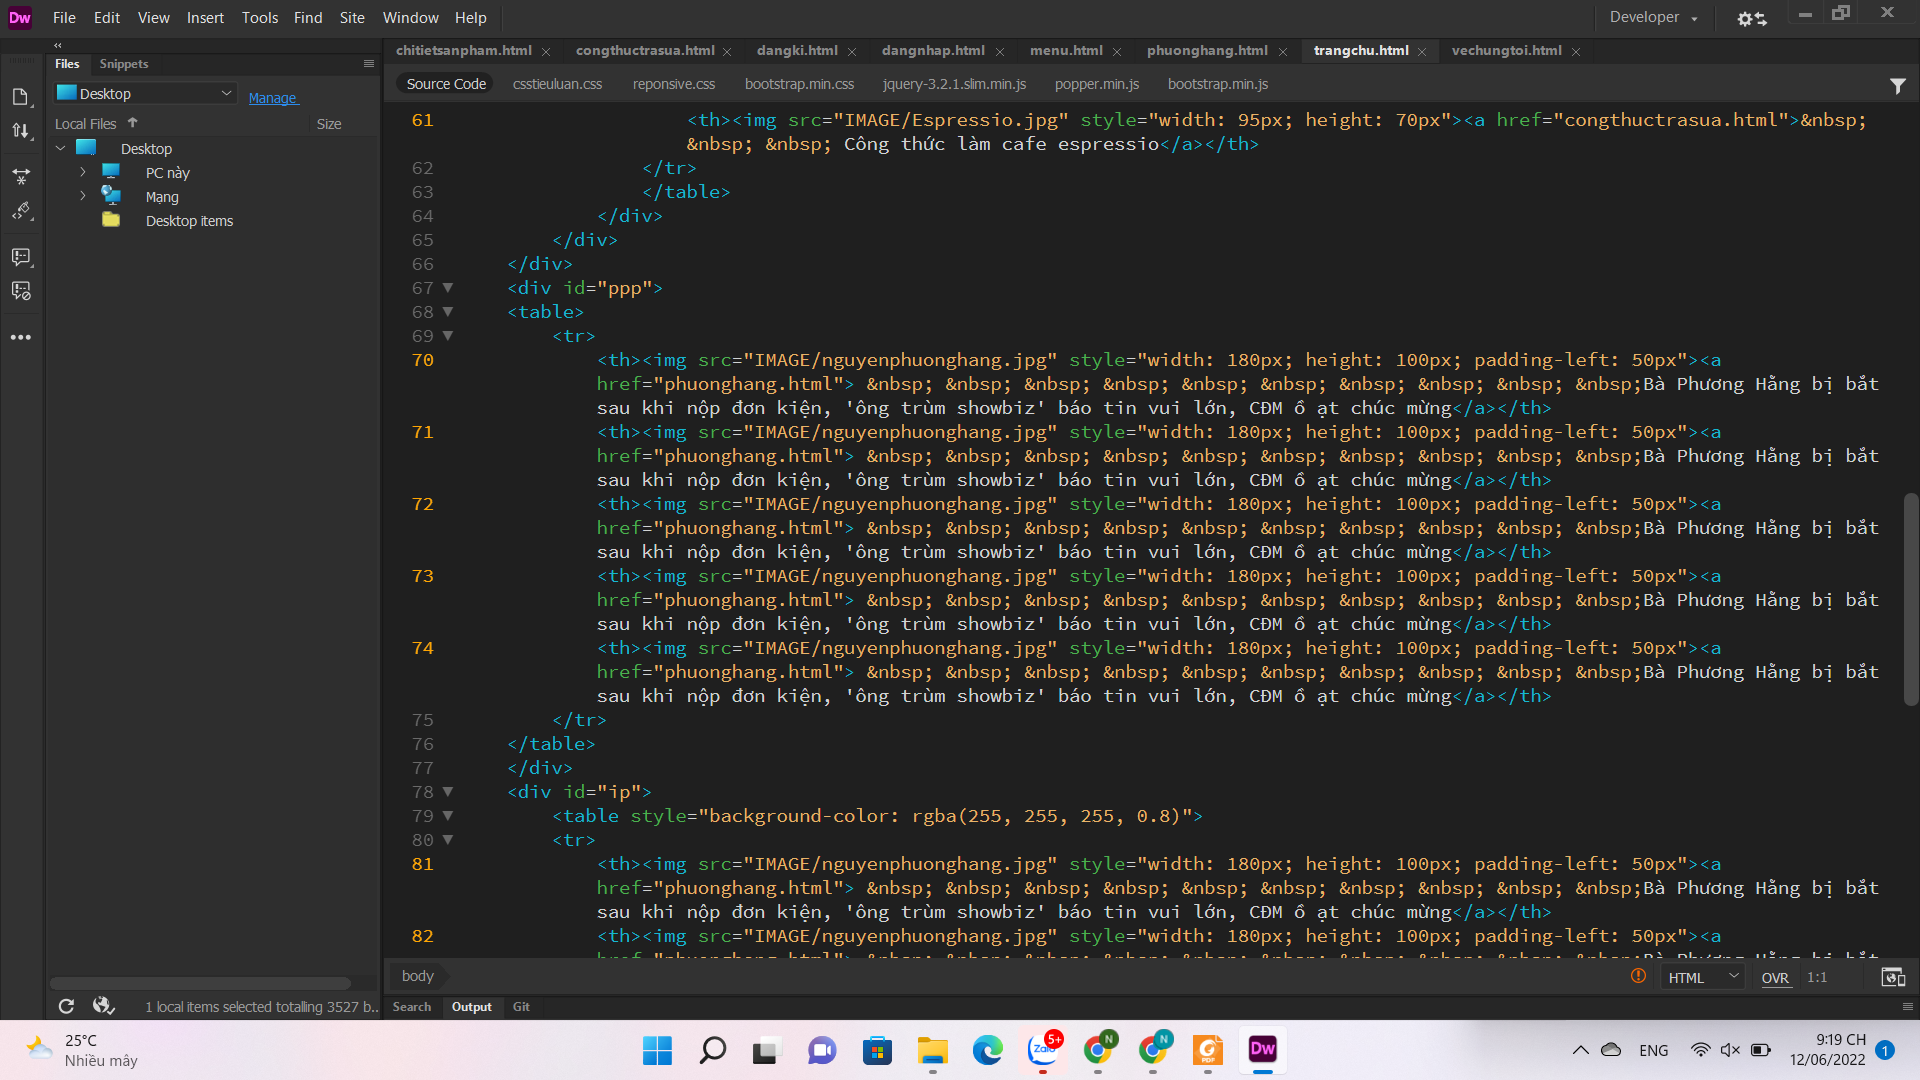 Dw File Edit View Insert Tools Find Site Window Help Developer
Files Snippets
Desktop Manage
Local Files Size
Desktop
PC này
Mạng
Desktop items
1 local items selected totalling 3527 b...
chitietsanpham.html congthuctrasua.html dangki.html dangnhap.html menu.html phuonghang.html trangchu.html vechungtoi.html
Source Code csstieuluan.css reponsive.css bootstrap.min.css jquery-3.2.1.slim.min.js popper.min.js bootstrap.min.js
61 <th><img src="IMAGE/Espressio.jpg" style="width: 95px; height: 70px"><a href="congthuctrasua.html">&nbsp;
&nbsp; &nbsp; Công thức làm cafe espressio</a></th>
62 </tr>
63 </table>
64 </div>
65 </div>
66 </div>
67 <div id="ppp">
68 <table>
69 <tr>
70 <th><img src="IMAGE/nguyenphuonghang.jpg" style="width: 180px; height: 100px; padding-left: 50px"><a
href="phuonghang.html"> &nbsp; &nbsp; &nbsp; &nbsp; &nbsp; &nbsp; &nbsp; &nbsp; &nbsp; &nbsp;Bà Phương Hằng bị bắt
sau khi nộp đơn kiện, 'ông trùm showbiz' báo tin vui lớn, CĐM ồ ạt chúc mừng</a></th>
71 <th><img src="IMAGE/nguyenphuonghang.jpg" style="width: 180px; height: 100px; padding-left: 50px"><a
href="phuonghang.html"> &nbsp; &nbsp; &nbsp; &nbsp; &nbsp; &nbsp; &nbsp; &nbsp; &nbsp; &nbsp;Bà Phương Hằng bị bắt
sau khi nộp đơn kiện, 'ông trùm showbiz' báo tin vui lớn, CĐM ồ ạt chúc mừng</a></th>
72 <th><img src="IMAGE/nguyenphuonghang.jpg" style="width: 180px; height: 100px; padding-left: 50px"><a
href="phuonghang.html"> &nbsp; &nbsp; &nbsp; &nbsp; &nbsp; &nbsp; &nbsp; &nbsp; &nbsp; &nbsp;Bà Phương Hằng bị bắt
sau khi nộp đơn kiện, 'ông trùm showbiz' báo tin vui lớn, CĐM ồ ạt chúc mừng</a></th>
73 <th><img src="IMAGE/nguyenphuonghang.jpg" style="width: 180px; height: 100px; padding-left: 50px"><a
href="phuonghang.html"> &nbsp; &nbsp; &nbsp; &nbsp; &nbsp; &nbsp; &nbsp; &nbsp; &nbsp; &nbsp;Bà Phương Hằng bị bắt
sau khi nộp đơn kiện, 'ông trùm showbiz' báo tin vui lớn, CĐM ồ ạt chúc mừng</a></th>
74 <th><img src="IMAGE/nguyenphuonghang.jpg" style="width: 180px; height: 100px; padding-left: 50px"><a
href="phuonghang.html"> &nbsp; &nbsp; &nbsp; &nbsp; &nbsp; &nbsp; &nbsp; &nbsp; &nbsp; &nbsp;Bà Phương Hằng bị bắt
sau khi nộp đơn kiện, 'ông trùm showbiz' báo tin vui lớn, CĐM ồ ạt chúc mừng</a></th>
75 </tr>
76 </table>
77 </div>
78 <div id="ip">
79 <table style="background-color: rgba(255, 255, 255, 0.8)">
80 <tr>
81 <th><img src="IMAGE/nguyenphuonghang.jpg" style="width: 180px; height: 100px; padding-left: 50px"><a
href="phuonghang.html"> &nbsp; &nbsp; &nbsp; &nbsp; &nbsp; &nbsp; &nbsp; &nbsp; &nbsp; &nbsp;Bà Phương Hằng bị bắt
sau khi nộp đơn kiện, 'ông trùm showbiz' báo tin vui lớn, CĐM ồ ạt chúc mừng</a></th>
82 <th><img src="IMAGE/nguyenphuonghang.jpg" style="width: 180px; height: 100px; padding-left: 50px"><a
body HTML OVR 1:1
Search Output Git
25°C
Nhiều mây
Zalo 5+ N N PDF Dw
ENG
9:19 CH
12/06/2022
1